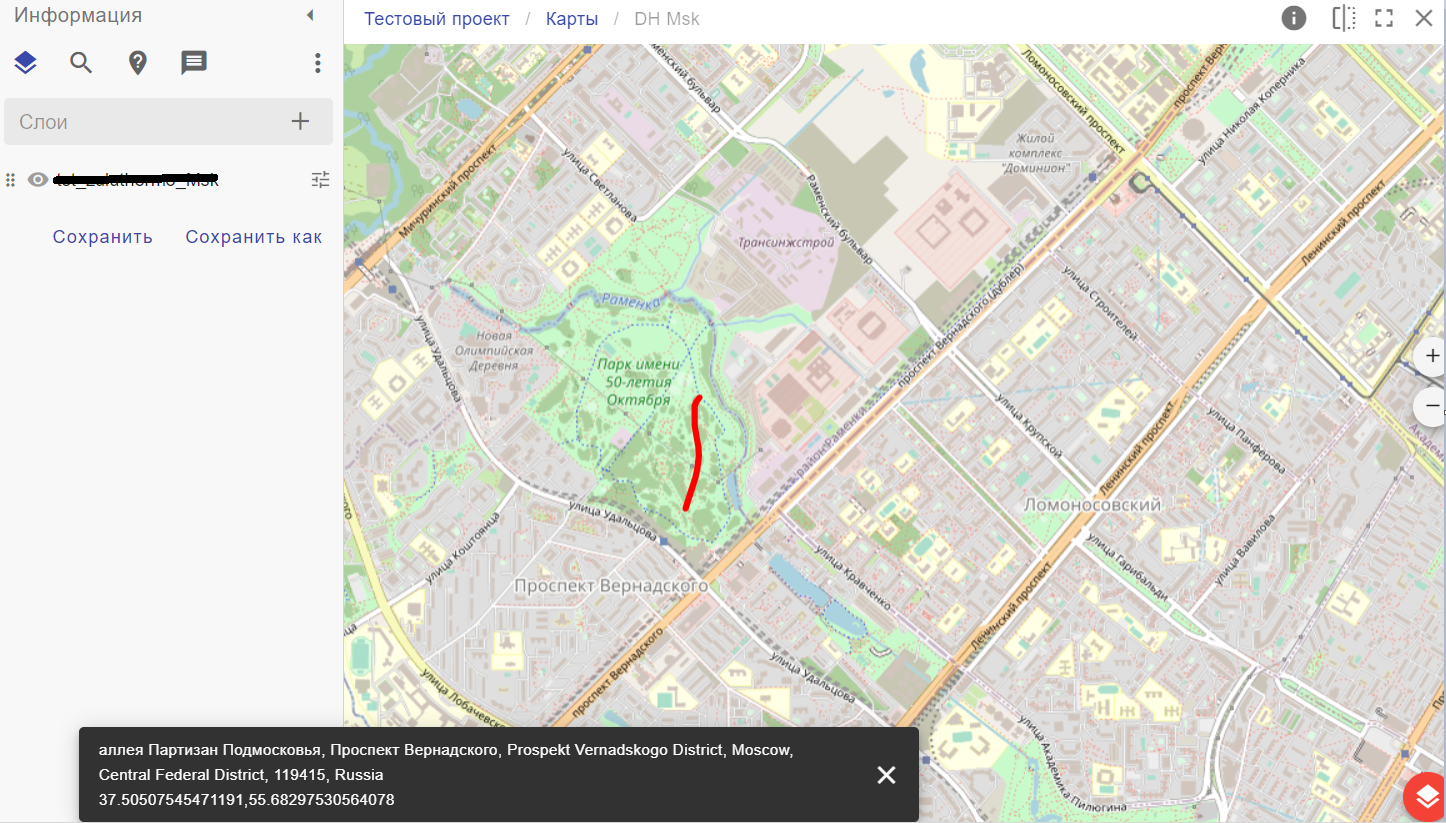 Информация
Тестовый проект / Карты / DH Msk
Слои
Сохранить
Сохранить как
Раменский бульвар
Ломоносовский проспект
проспект Вернадского
улица Николая Коперника
Мичуринский проспект
улица Светланова
Жилой
комплекс
"Доминион"
Раменский бульвар
Трансинжстрой
Ленинский проспект
Раменка
улица Удальцова
Новая
Олимпийская
Деревня
Парк имени
50-летия
Октября
проспект Вернадского (дублёр)
улица Строителей
район Раменки
улица Крупской
Ленинский проспект
улица Панфёрова
Ломоносовский
улица Удальцова
улица Коштоянца
Проспект Вернадского
улица Кравченко
улица Гарибальди
улица Вавилова
Ленинский проспект
проспект Вернадского
улица Удальцова
улица Лобачевского
улица Академика Пилюгина
аллея Партизан Подмосковья, Проспект Вернадского, Prospekt Vernadskogo District, Moscow,
Central Federal District, 119415, Russia
37.50507545471191,55.68297530564078